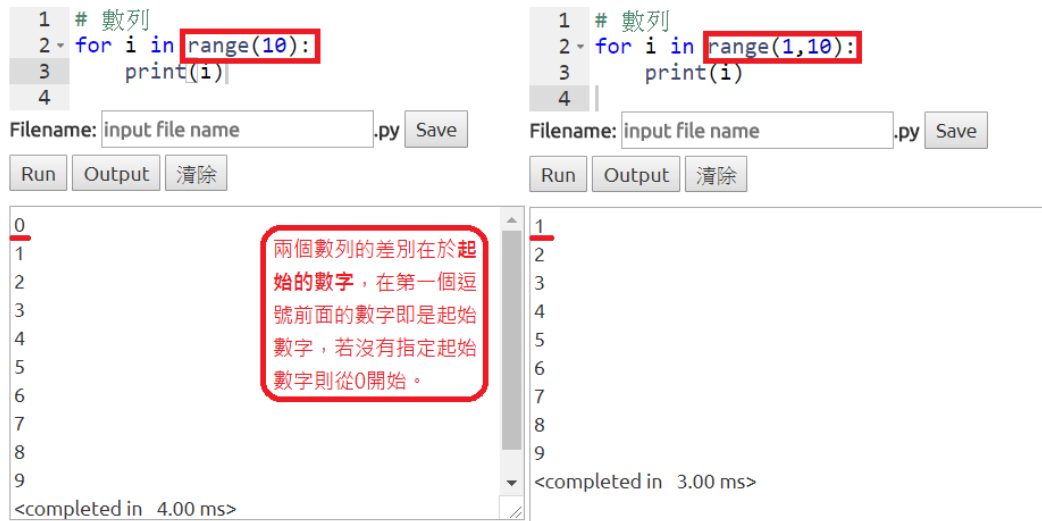 1 # 數列
2 for i in range(10):
3 print(i)
4
Filename: input file name .py Save
Run Output 清除
0
1
2
3
4
5
6
7
8
9
<completed in 4.00 ms>
兩個數列的差別在於起
始的數字，在第一個逗
號前面的數字即是起始
數字，若沒有指定起始
數字則從0開始。
1 # 數列
2 for i in range(1,10):
3 print(i)
4
Filename: input file name .py Save
Run Output 清除
1
2
3
4
5
6
7
8
9
<completed in 3.00 ms>